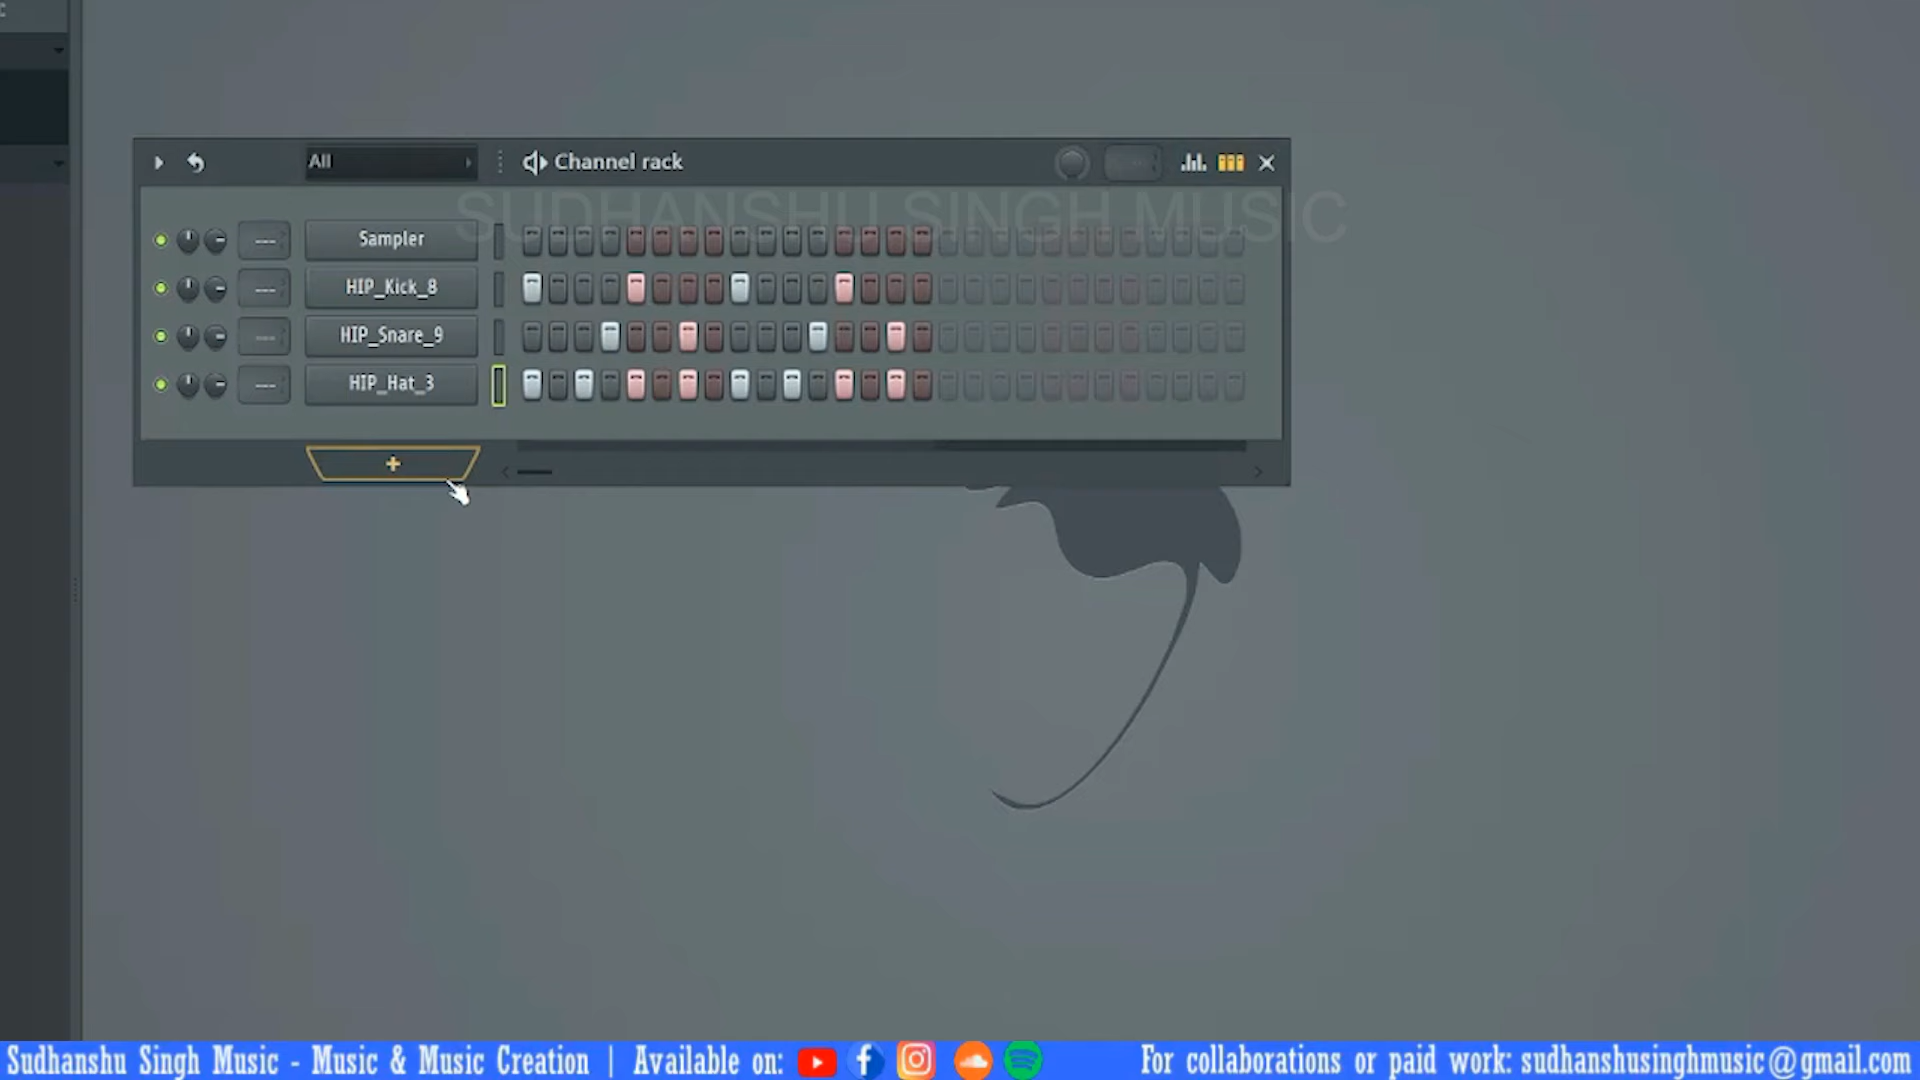 All
Channel rack
SUDHANSHU SINGH MUSIC
Sampler
HIP_Kick_8
HIP_Snare_9
HIP_Hat_3
+
Sudhanshu Singh Music - Music & Music Creation | Available on:
For collaborations or paid work: sudhanshusinghmusic@gmail.com